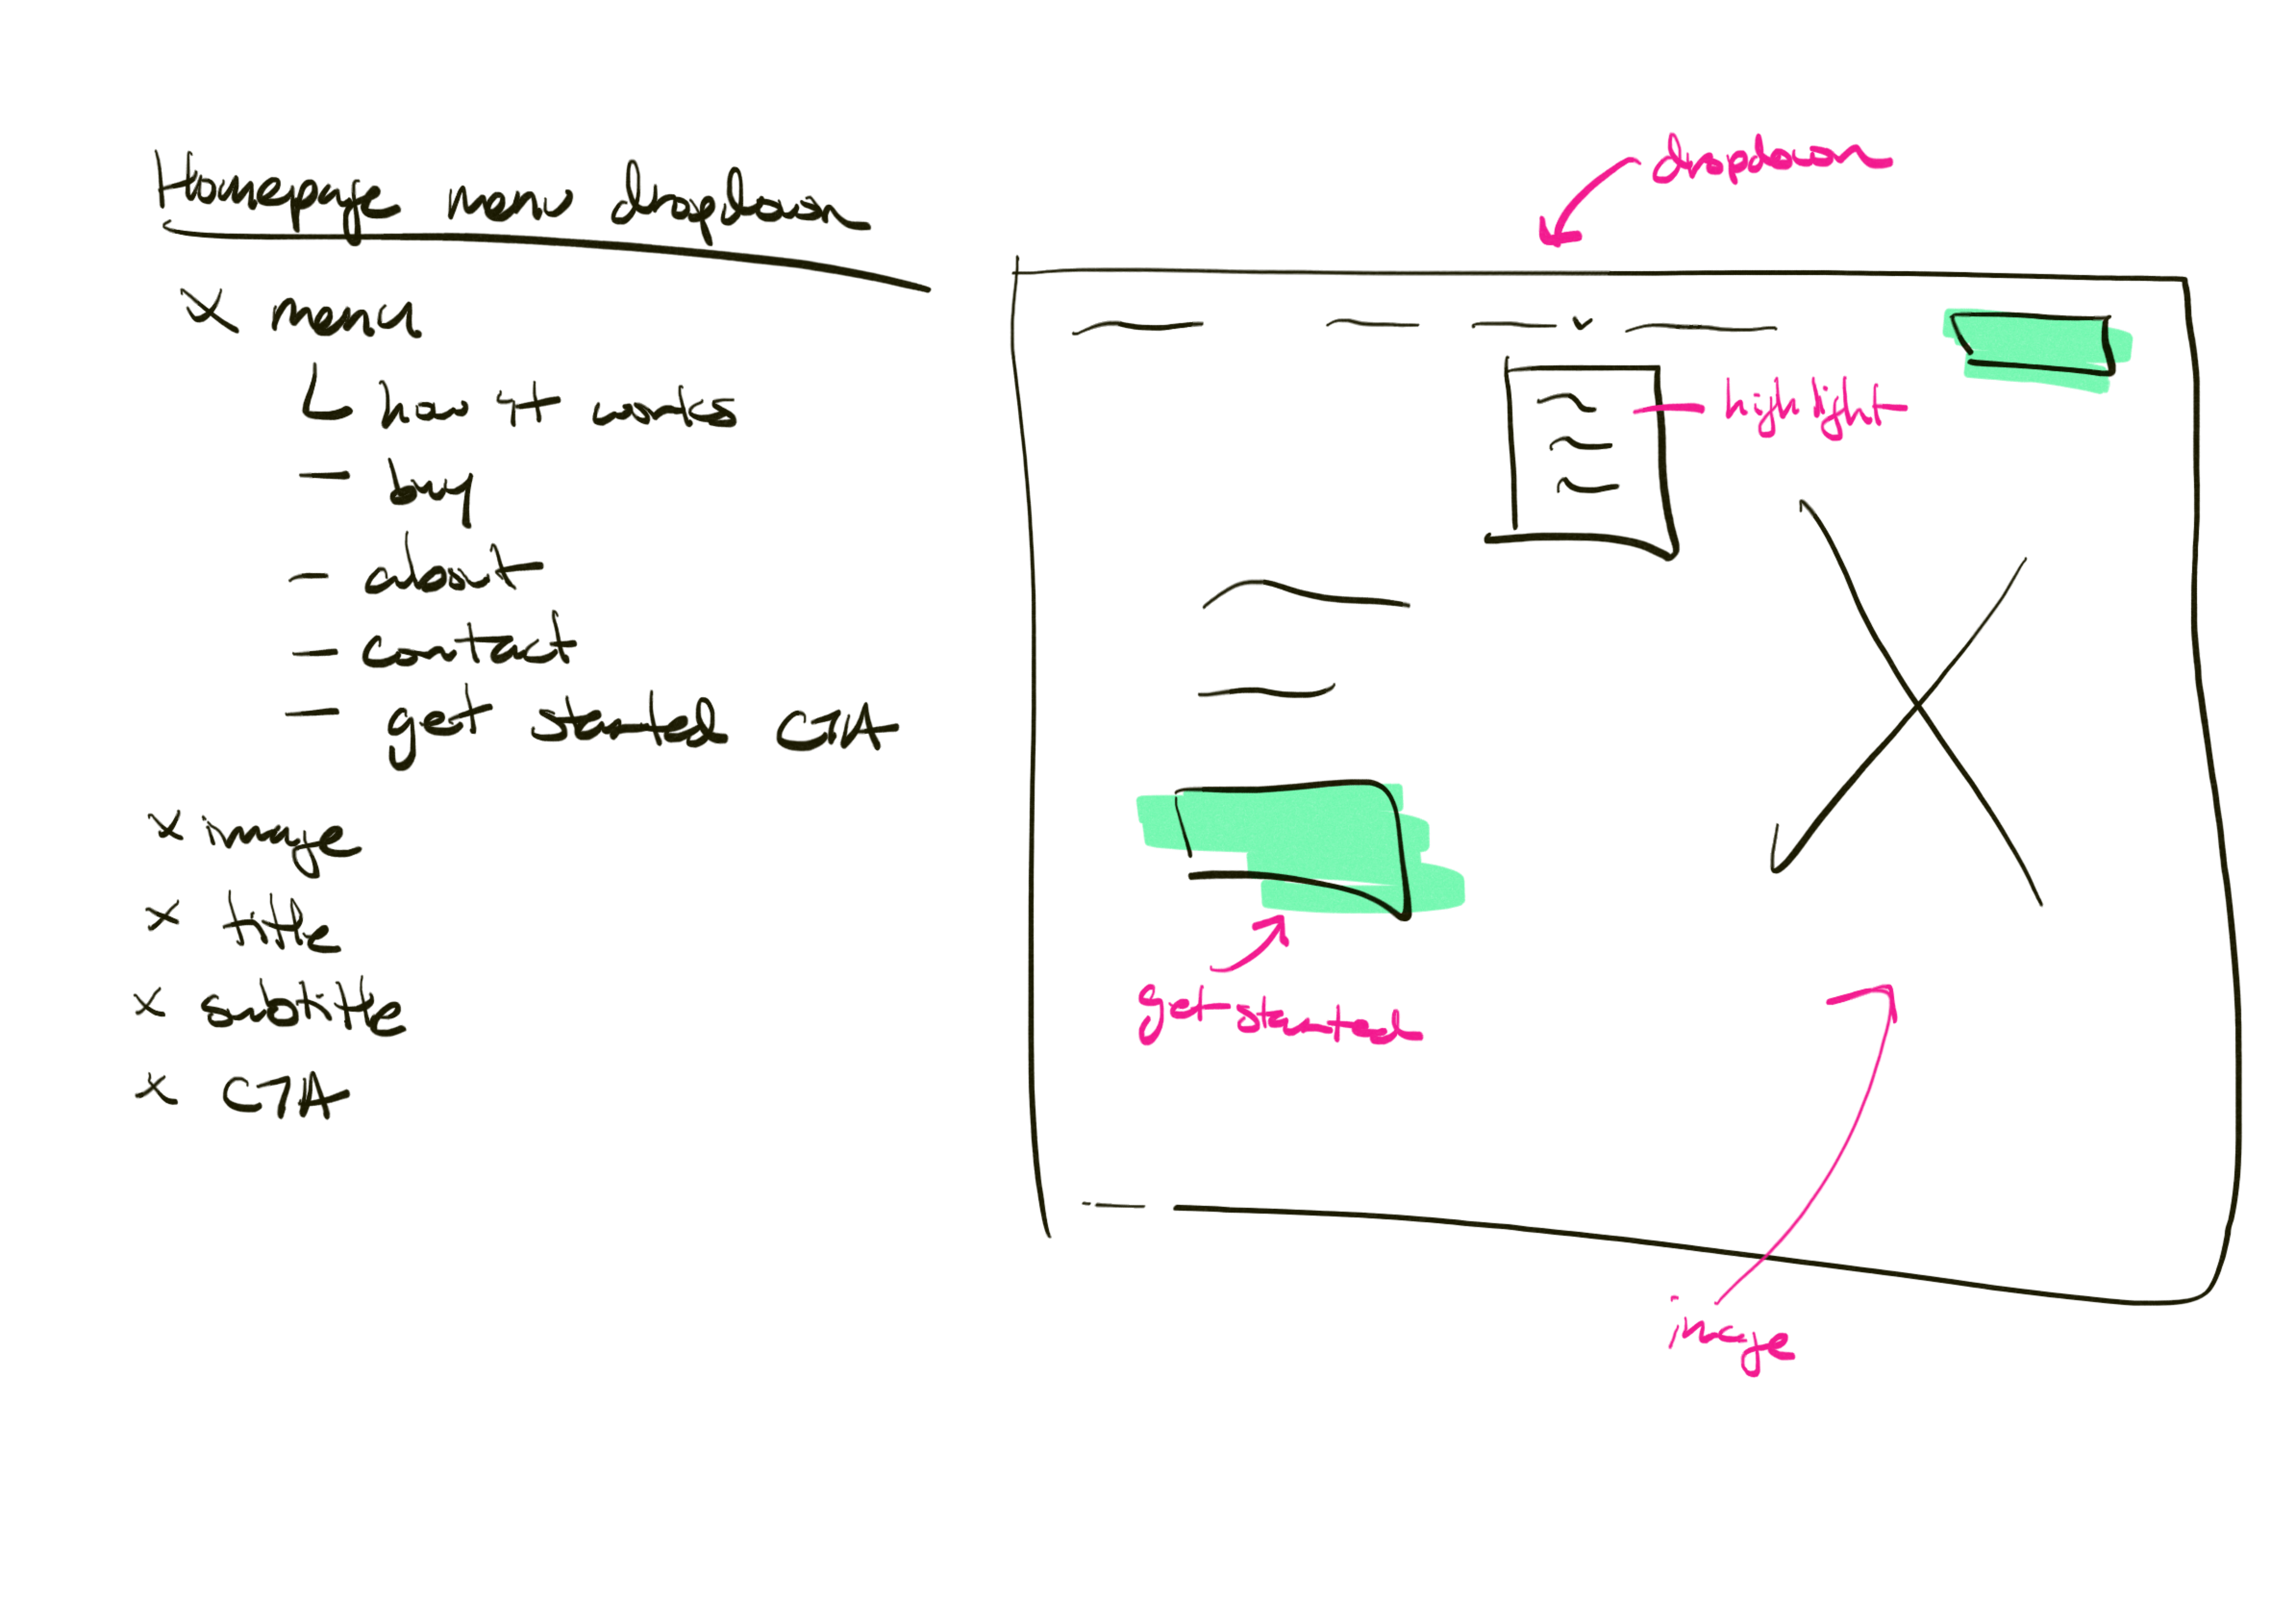 Homepage menu dropdown
x menu
how it works
- buy
- about
- contact
- get started CTA
x image
x title
x subtitle
x CTA
dropdown
highlight
get started
image